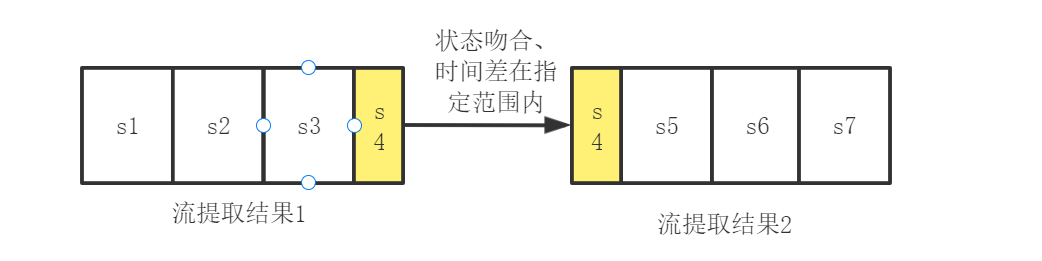 状态吻合、
时间差在指
定范围内
s1
s2
s3
s
4
s
4
s5
s6
s7
流提取结果1
流提取结果2